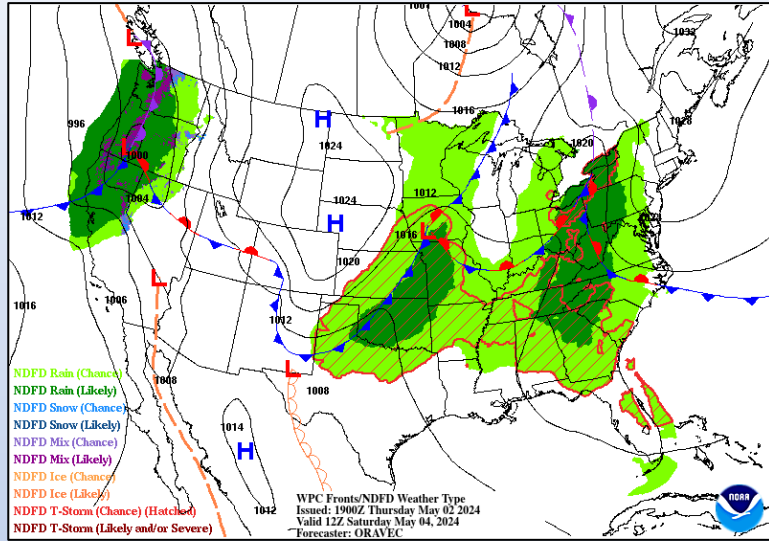 1001
1004
1008
1012
1016
1032
1028
1020
L
L
996
L
1000
1004
1012
H
1024
1024
H
1012
1016
L
1020
L
1006
1016
1012
1008
L
1008
1014
H
1012
NDFD Rain (Chance)
NDFD Rain (Likely)
NDFD Snow (Chance)
NDFD Snow (Likely)
NDFD Mix (Chance)
NDFD Mix (Likely)
NDFD Ice (Chance)
NDFD Ice (Likely)
NDFD T-Storm (Chance) (Hatched)
NDFD T-Storm (Likely and/or Severe)
WPC Fronts/NDFD Weather Type
Issued: 1900Z Thursday May 02 2024
Valid 12Z Saturday May 04, 2024
Forecaster: ORAVEC
NOAA